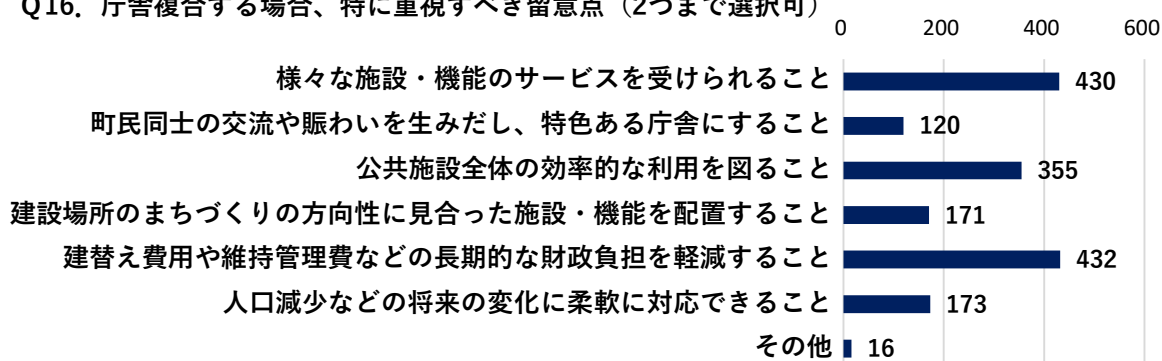 Q16．庁舎複合する場合、特に重視すべき留意点（2つまで選択可）
0 200 400 600
様々な施設・機能のサービスを受けられること 430
町民同士の交流や賑わいを生みだし、特色ある庁舎にすること 120
公共施設全体の効率的な利用を図ること 355
建設場所のまちづくりの方向性に見合った施設・機能を配置すること 171
建替え費用や維持管理費などの長期的な財政負担を軽減すること 432
人口減少などの将来の変化に柔軟に対応できること 173
その他 16